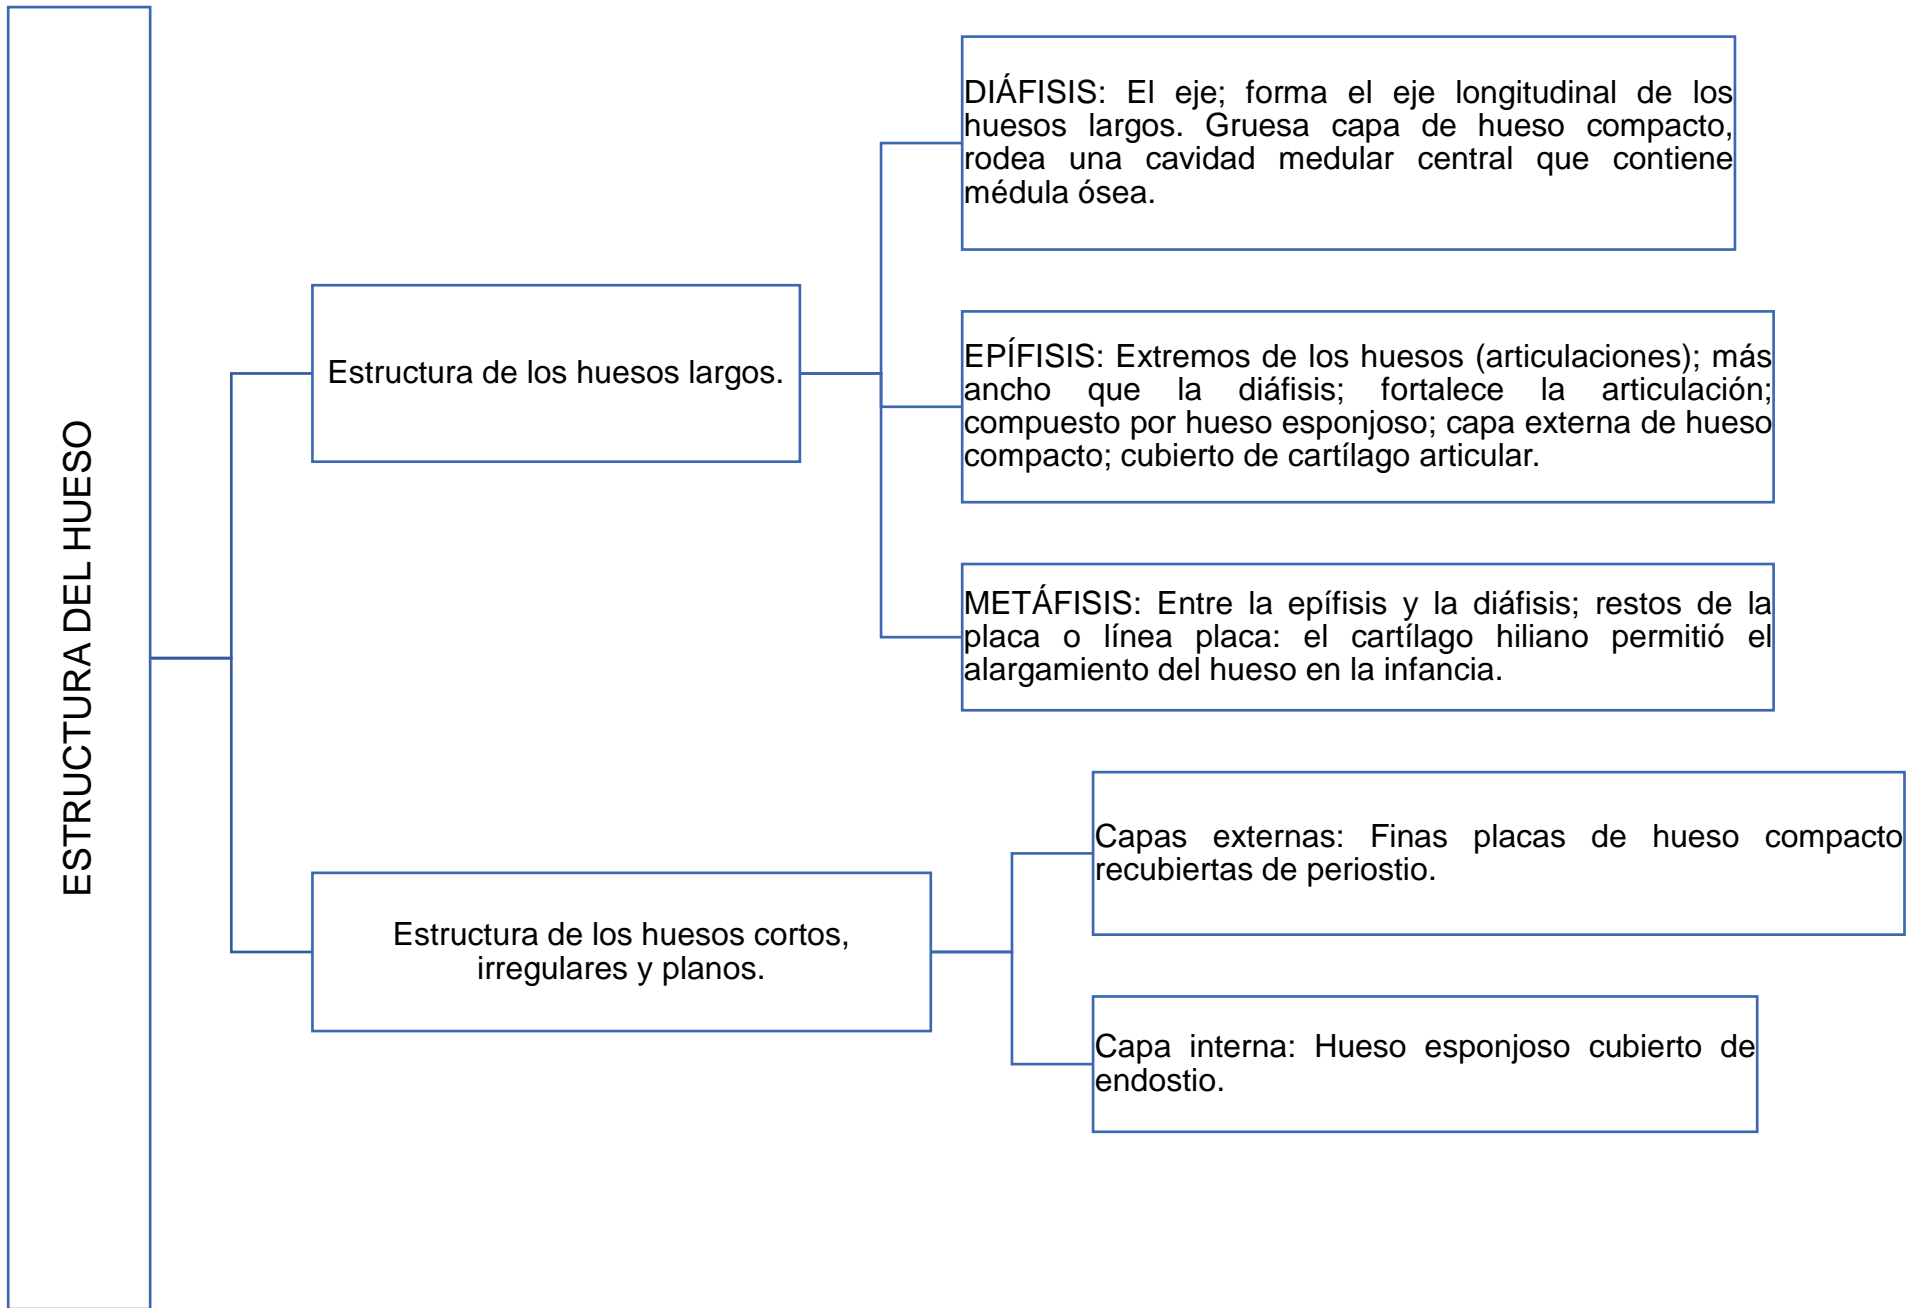 ESTRUCTURA DEL HUESO
Estructura de los huesos largos.
DIÁFISIS: El eje; forma el eje longitudinal de los
huesos largos. Gruesa capa de hueso compacto,
rodea una cavidad medular central que contiene
médula ósea.
EPÍFISIS: Extremos de los huesos (articulaciones); más
ancho que la diáfisis; fortalece la articulación;
compuesto por hueso esponjoso; capa externa de hueso
compacto; cubierto de cartílago articular.
METÁFISIS: Entre la epífisis y la diáfisis; restos de la
placa o línea placa: el cartílago hiliano permitió el
alargamiento del hueso en la infancia.
Estructura de los huesos cortos,
irregulares y planos.
Capas externas: Finas placas de hueso compacto
recubiertas de periostio.
Capa interna: Hueso esponjoso cubierto de
endostio.